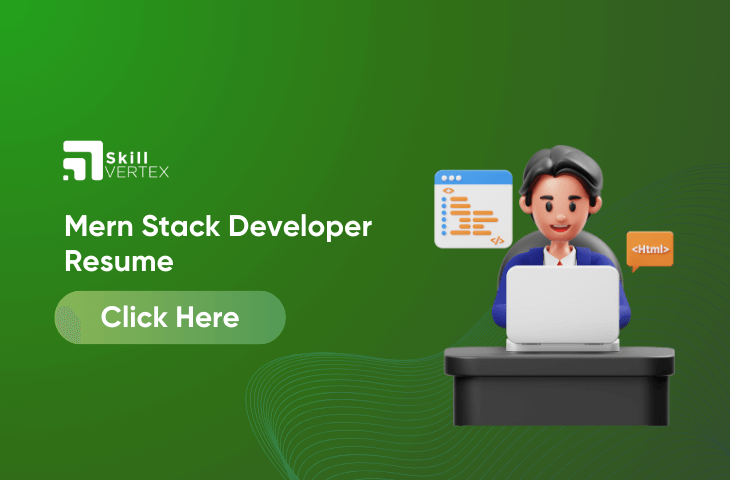 Skill
VERTEX
Mern Stack Developer
Resume
Click Here
<>
</>
<Html>